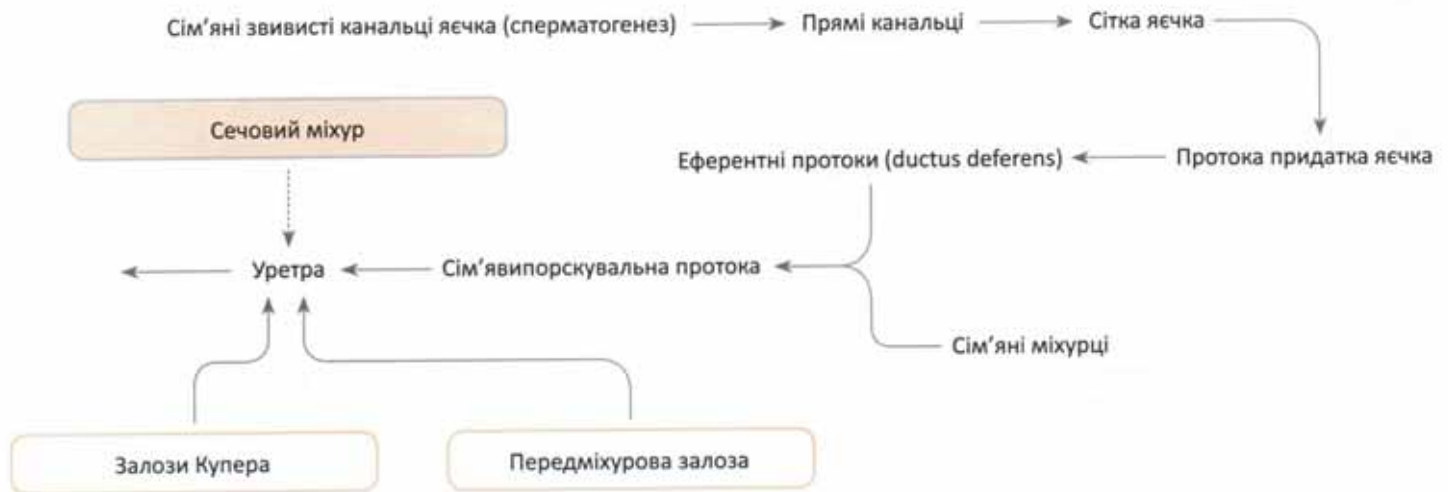 Сім’яні звивисті канальці яєчка (сперматогенез)
Прямі канальці
Сітка яєчка
Сечовий міхур
Еферентні протоки (ductus deferens)
Протока придатка яєчка
Уретра
Сім’явипорскувальна протока
Сім’яні міхурці
Залози Купера
Передміхурова залоза